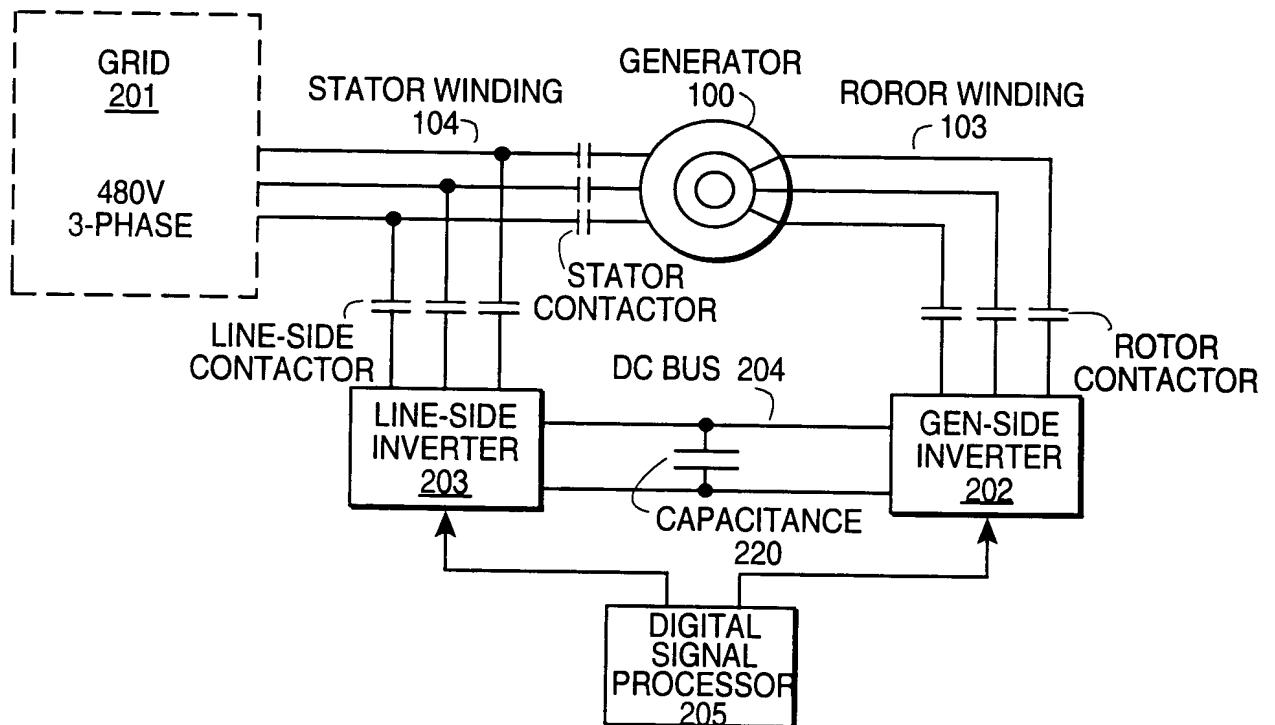 GRID
201
480V
3-PHASE
STATOR WINDING
104
GENERATOR
100
ROROR WINDING
103
STATOR
CONTACTOR
LINE-SIDE
CONTACTOR
ROTOR
CONTACTOR
DC BUS 204
LINE-SIDE
INVERTER
203
GEN-SIDE
INVERTER
202
CAPACITANCE
220
DIGITAL
SIGNAL
PROCESSOR
205